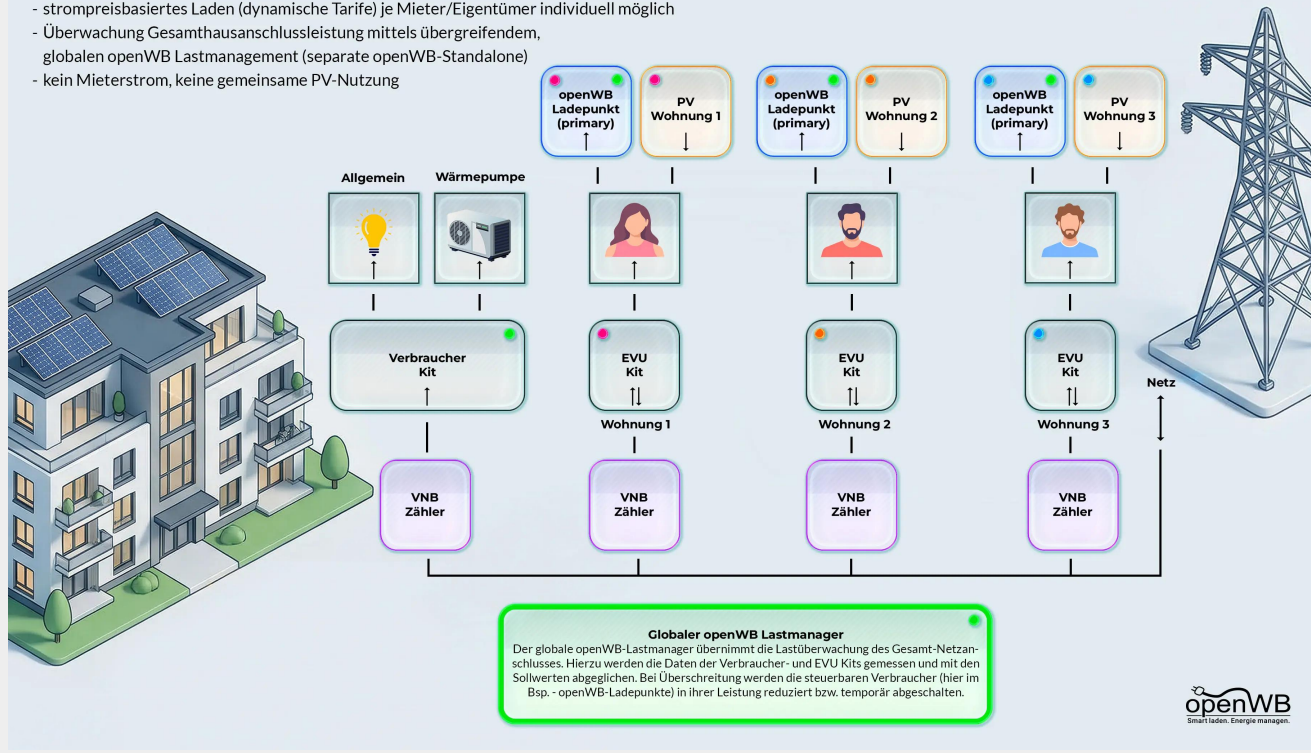 - strompreisbasiertes Laden (dynamische Tarife) je Mieter/Eigentümer individuell möglich
- Überwachung Gesamthausanschlussleistung mittels übergreifendem,
globalen openWB Lastmanagement (separate openWB-Standalone)
- kein Mieterstrom, keine gemeinsame PV-Nutzung
openWB
Ladepunkt
(primary)
PV
Wohnung 1
openWB
Ladepunkt
(primary)
PV
Wohnung 2
openWB
Ladepunkt
(primary)
PV
Wohnung 3
Allgemein
Wärmepumpe
Verbraucher
Kit
EVU
Kit
EVU
Kit
EVU
Kit
Netz
Wohnung 1
Wohnung 2
Wohnung 3
VNB
Zähler
VNB
Zähler
VNB
Zähler
VNB
Zähler
Globaler openWB Lastmanager
Der globale openWB-Lastmanager übernimmt die Lastüberwachung des Gesamt-Netzan-
schlusses. Hierzu werden die Daten der Verbraucher- und EVU Kits gemessen und mit den
Sollwerten abgeglichen. Bei Überschreitung werden die steuerbaren Verbraucher (hier im
Bsp. - openWB-Ladepunkte) in ihrer Leistung reduziert bzw. temporär abgeschalten.
openWB
Smart laden. Energie managen.